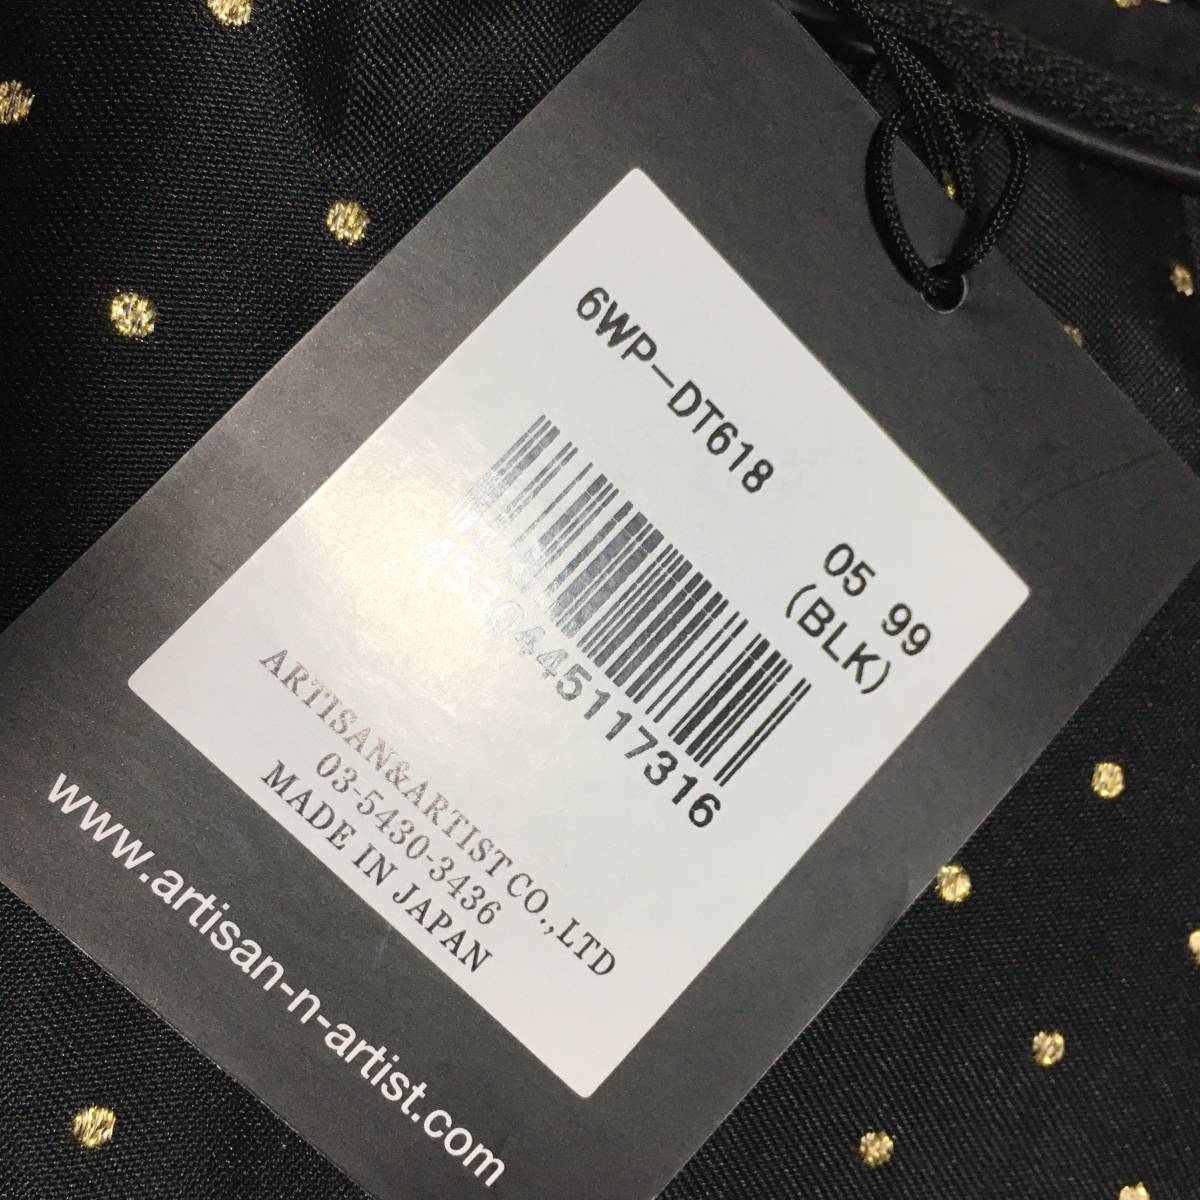 6WP-DT618
05 99
(BLK)
4530445117316
ARTISAN&ARTIST CO.,LTD
03-5430-3436
MADE IN JAPAN
www.artisan-n-artist.com